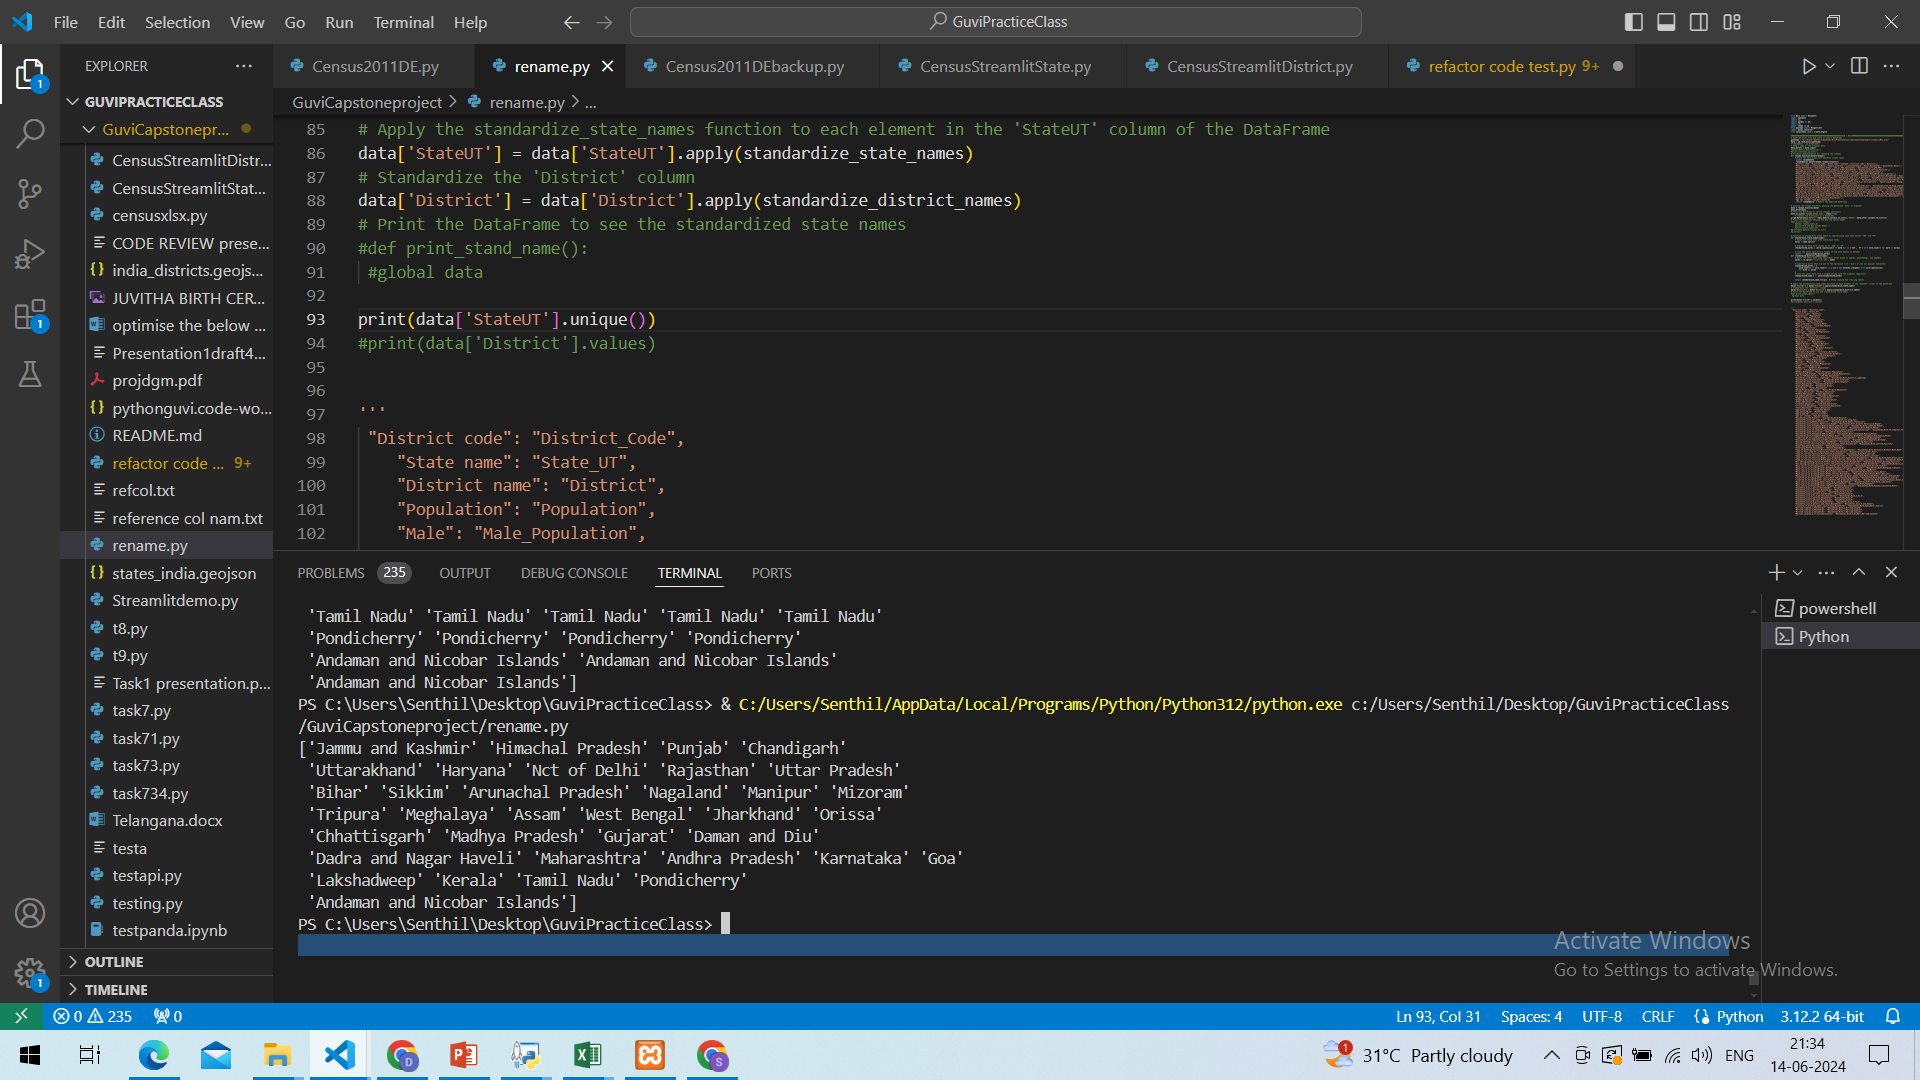 File Edit Selection View Go Run Terminal Help
GuviPracticeClass
EXPLORER
Census2011DE.py
rename.py
Census2011DEbackup.py
CensusStreamlitState.py
CensusStreamlitDistrict.py
refactor code test.py 9+
GUVIPRACTICECLASS
GuviCapstonepr...
GuviCapstoneproject > rename.py > ...
CensusStreamlitDistr...
CensusStreamlitStat...
censusxlsx.py
CODE REVIEW prese...
india_districts.geojs...
JUVITHA BIRTH CER...
optimise the below ...
Presentation1draft4...
projdgm.pdf
pythonguvi.code-wo...
README.md
refactor code ... 9+
refcol.txt
reference col nam.txt
rename.py
states_india.geojson
Streamlitdemo.py
t8.py
t9.py
Task1 presentation.p...
task7.py
task71.py
task73.py
task734.py
Telangana.docx
testa
testapi.py
testing.py
testpanda.ipynb
OUTLINE
TIMELINE
85 # Apply the standardize_state_names function to each element in the 'StateUT' column of the DataFrame
86 data['StateUT'] = data['StateUT'].apply(standardize_state_names)
87 # Standardize the 'District' column
88 data['District'] = data['District'].apply(standardize_district_names)
89 # Print the DataFrame to see the standardized state names
90 #def print_stand_name():
91 #global data
92
93 print(data['StateUT'].unique())
94 #print(data['District'].values)
95
96
97 '''
98 "District code": "District_Code",
99 "State name": "State_UT",
100 "District name": "District",
101 "Population": "Population",
102 "Male": "Male_Population",
PROBLEMS 235 OUTPUT DEBUG CONSOLE TERMINAL PORTS
'Tamil Nadu' 'Tamil Nadu' 'Tamil Nadu' 'Tamil Nadu' 'Tamil Nadu'
'Pondicherry' 'Pondicherry' 'Pondicherry' 'Pondicherry'
'Andaman and Nicobar Islands' 'Andaman and Nicobar Islands'
'Andaman and Nicobar Islands']
PS C:\Users\Senthil\Desktop\GuviPracticeClass> & C:/Users/Senthil/AppData/Local/Programs/Python/Python312/python.exe c:/Users/Senthil/Desktop/GuviPracticeClass
/GuviCapstoneproject/rename.py
['Jammu and Kashmir' 'Himachal Pradesh' 'Punjab' 'Chandigarh'
'Uttarakhand' 'Haryana' 'Nct of Delhi' 'Rajasthan' 'Uttar Pradesh'
'Bihar' 'Sikkim' 'Arunachal Pradesh' 'Nagaland' 'Manipur' 'Mizoram'
'Tripura' 'Meghalaya' 'Assam' 'West Bengal' 'Jharkhand' 'Orissa'
'Chhattisgarh' 'Madhya Pradesh' 'Gujarat' 'Daman and Diu'
'Dadra and Nagar Haveli' 'Maharashtra' 'Andhra Pradesh' 'Karnataka' 'Goa'
'Lakshadweep' 'Kerala' 'Tamil Nadu' 'Pondicherry'
'Andaman and Nicobar Islands']
PS C:\Users\Senthil\Desktop\GuviPracticeClass>
powershell
Python
Activate Windows
Go to Settings to activate Windows.
0 235 0
Ln 93, Col 31 Spaces: 4 UTF-8 CRLF Python 3.12.2 64-bit
31°C Partly cloudy
ENG
21:34
14-06-2024